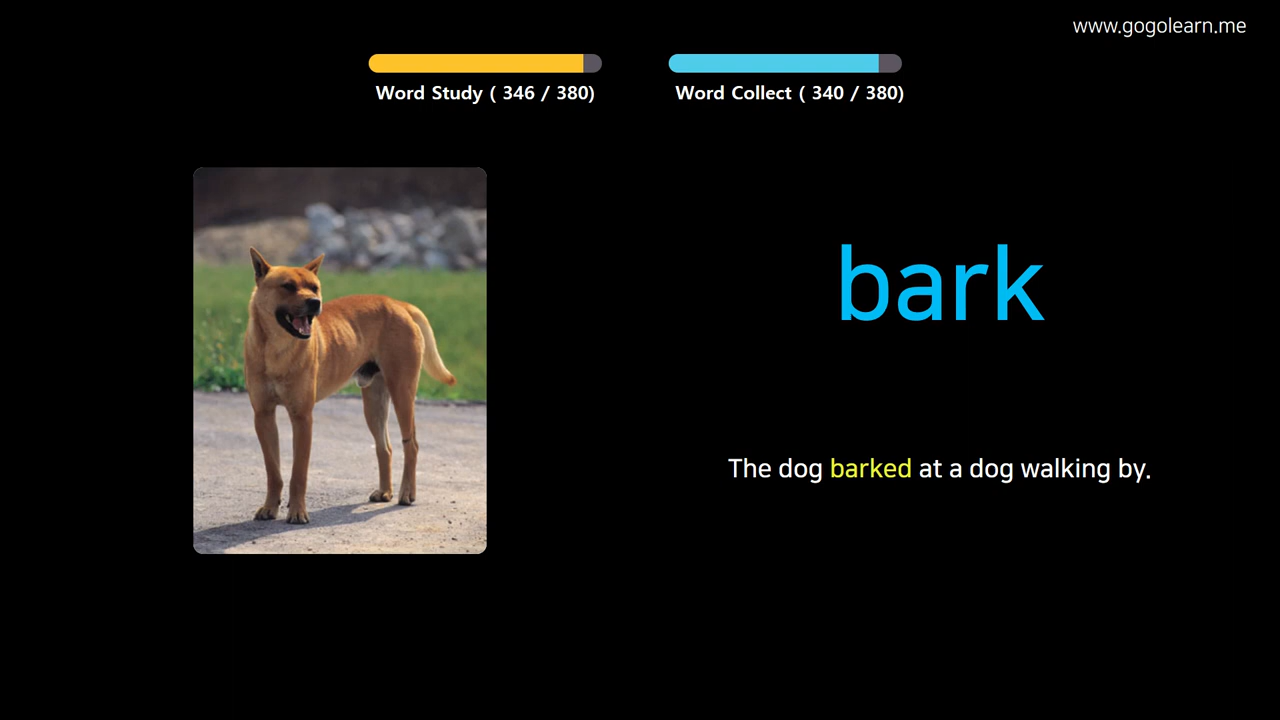 www.gogolearn.me
Word Study ( 346 / 380)
Word Collect ( 340 / 380)
bark
The dog barked at a dog walking by.